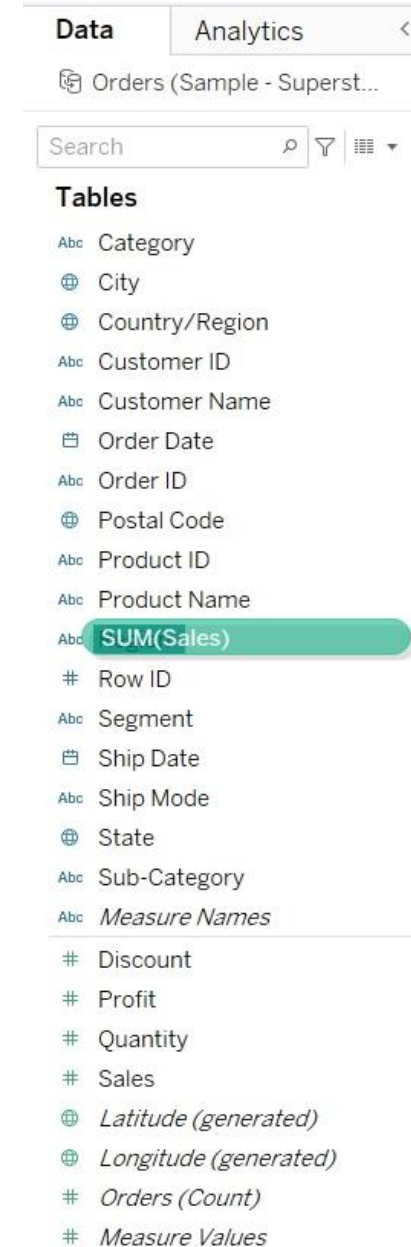 Data Analytics <
Orders (Sample - Superst...
Search
Tables
Abc Category
City
Country/Region
Abc Customer ID
Abc Customer Name
Order Date
Abc Order ID
Postal Code
Abc Product ID
Abc Product Name
Abc SUM(Sales)
# Row ID
Abc Segment
Ship Date
Abc Ship Mode
State
Abc Sub-Category
Abc Measure Names
# Discount
# Profit
# Quantity
# Sales
Latitude (generated)
Longitude (generated)
# Orders (Count)
# Measure Values